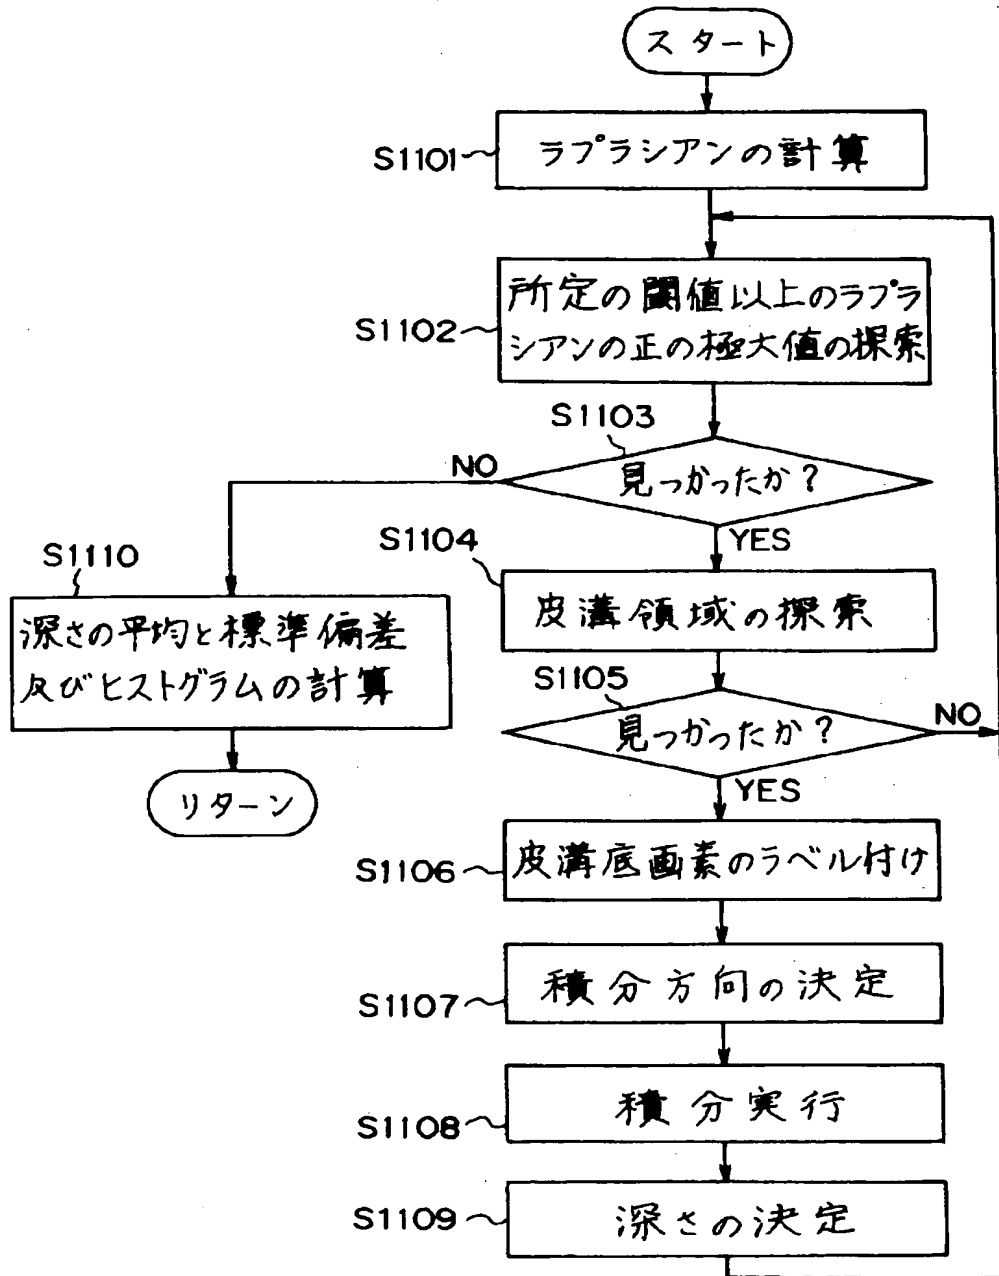 スタート
S1101
ラプラシアンの計算
S1102
所定の閾値以上のラプラ
シアンの正の極大値の探索
S1103
見つかったか?
NO
YES
S1104
皮溝領域の探索
S1105
見つかったか?
NO
YES
S1110
深さの平均と標準偏差
及びヒストグラムの計算
リターン
S1106
皮溝底画素のラベル付け
S1107
積分方向の決定
S1108
積分実行
S1109
深さの決定